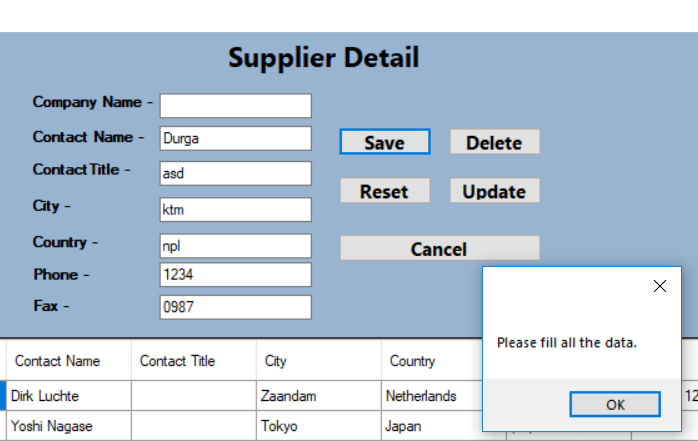 Supplier Detail
Company Name -
Contact Name - Durga
Contact Title - asd
City - ktm
Country - npl
Phone - 1234
Fax - 0987
Save Delete
Reset Update
Cancel
Please fill all the data.
OK
Contact Name Contact Title City Country
Dirk Luchte Zaandam Netherlands 12
Yoshi Nagase Tokyo Japan